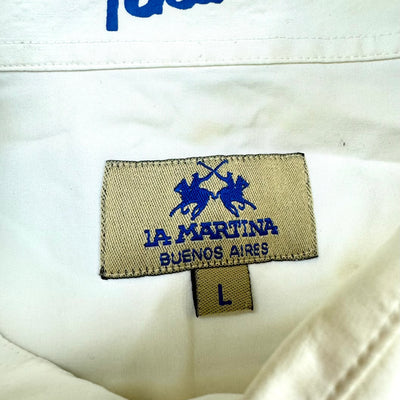 LA MARTINA
BUENOS AIRES
L